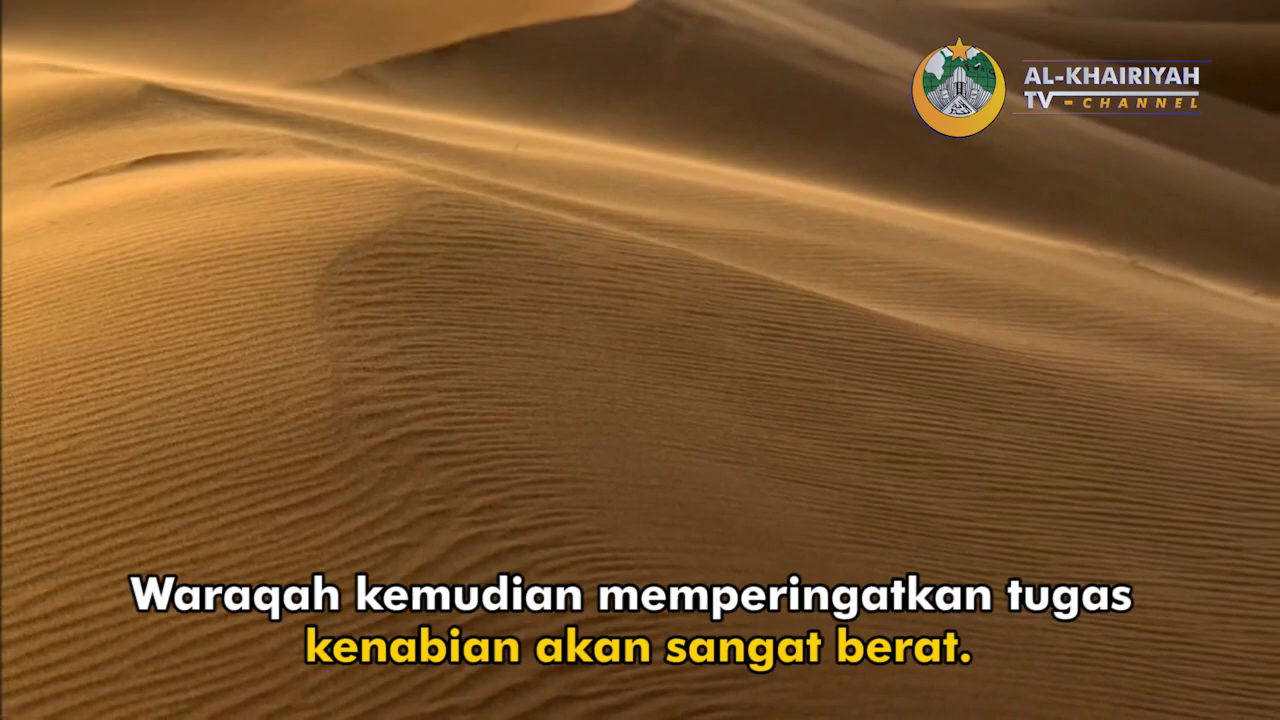 AL-KHAIRIYAH
TV - CHANNEL
Waraqah kemudian memperingatkan tugas
kenabian akan sangat berat.